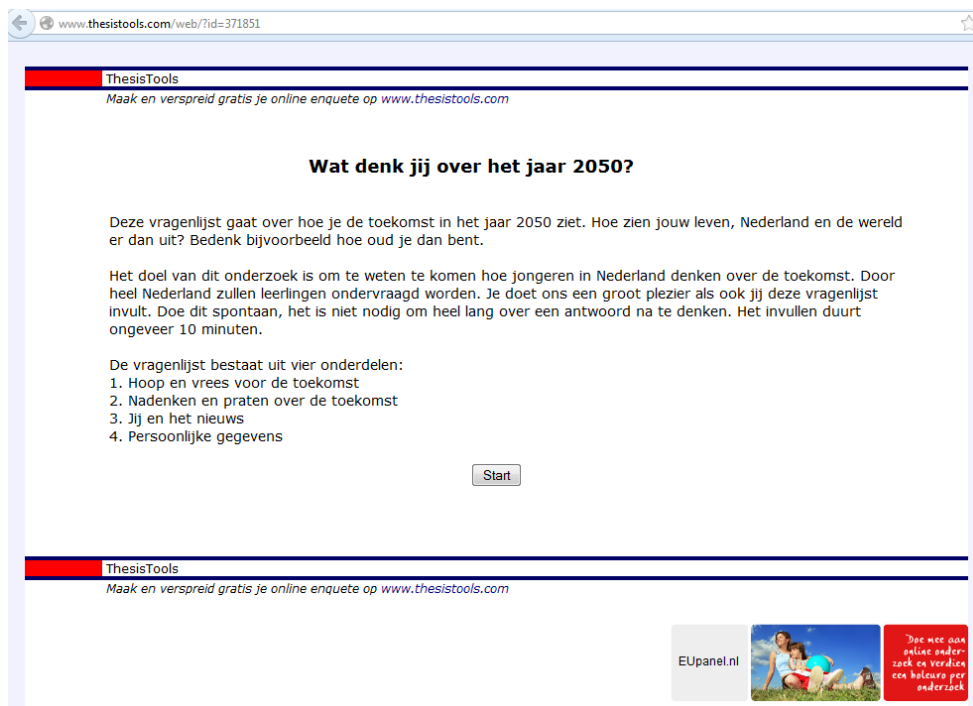 www.thesistools.com/web/?id=371851
ThesisTools
Maak en verspreid gratis je online enquete op www.thesistools.com
Wat denk jij over het jaar 2050?
Deze vragenlijst gaat over hoe je de toekomst in het jaar 2050 ziet. Hoe zien jouw leven, Nederland en de wereld
er dan uit? Bedenk bijvoorbeeld hoe oud je dan bent.
Het doel van dit onderzoek is om te weten te komen hoe jongeren in Nederland denken over de toekomst. Door
heel Nederland zullen leerlingen ondervraagd worden. Je doet ons een groot plezier als ook jij deze vragenlijst
invult. Doe dit spontaan, het is niet nodig om heel lang over een antwoord na te denken. Het invullen duurt
ongeveer 10 minuten.
De vragenlijst bestaat uit vier onderdelen:
1. Hoop en vrees voor de toekomst
2. Nadenken en praten over de toekomst
3. Jij en het nieuws
4. Persoonlijke gegevens
Start
ThesisTools
Maak en verspreid gratis je online enquete op www.thesistools.com
EUpanel.nl
Doe mee aan
online onder-
zoek en verdien
een boleuro per
onderzoek